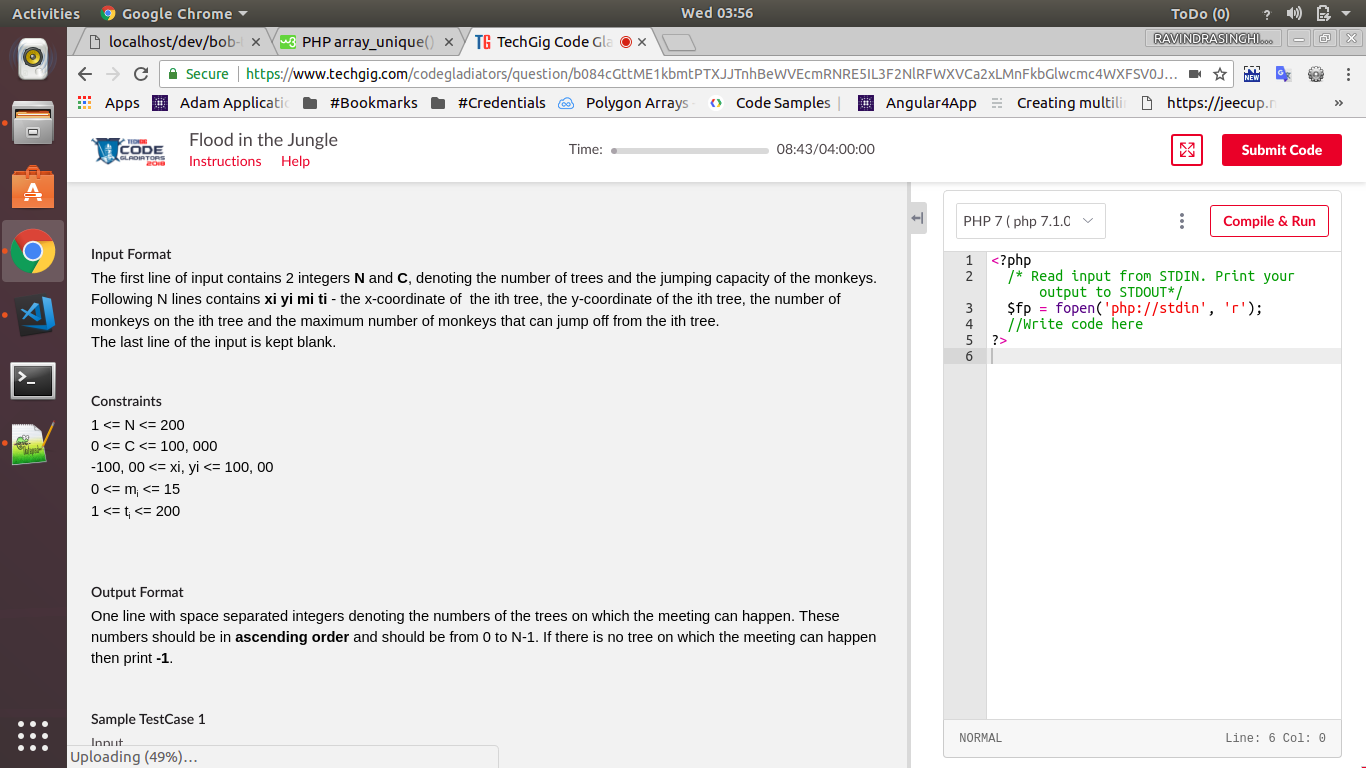 Activities Google Chrome Wed 03:56 ToDo (0)
localhost/dev/bob- PHP array_unique() TechGig Code Gla RAVINDRASINGHI...
Secure https://www.techgig.com/codegladiators/question/
Apps Adam Applicati #Bookmarks #Credentials Polygon Arrays Code Samples | Angular4App Creating multili https://jeecup.n »
CODE
GLADIATORS 2018
Flood in the Jungle
Instructions Help
Time: 08:43/04:00:00
Submit Code
Input Format
The first line of input contains 2 integers N and C, denoting the number of trees and the jumping capacity of the monkeys.
Following N lines contains xi yi mi ti - the x-coordinate of the ith tree, the y-coordinate of the ith tree, the number of
monkeys on the ith tree and the maximum number of monkeys that can jump off from the ith tree.
The last line of the input is kept blank.
Constraints
1 <= N <= 200
0 <= C <= 100, 000
-100, 00 <= xi, yi <= 100, 00
0 <= mi <= 15
1 <= ti <= 200
Output Format
One line with space separated integers denoting the numbers of the trees on which the meeting can happen. These
numbers should be in ascending order and should be from 0 to N-1. If there is no tree on which the meeting can happen
then print -1.
Sample TestCase 1
Input
Uploading (49%)...
PHP 7 ( php 7.1.0
Compile & Run
1 <?php
2 /* Read input from STDIN. Print your
output to STDOUT*/
3 $fp = fopen('php://stdin', 'r');
4 //Write code here
5 ?>
6
NORMAL Line: 6 Col: 0